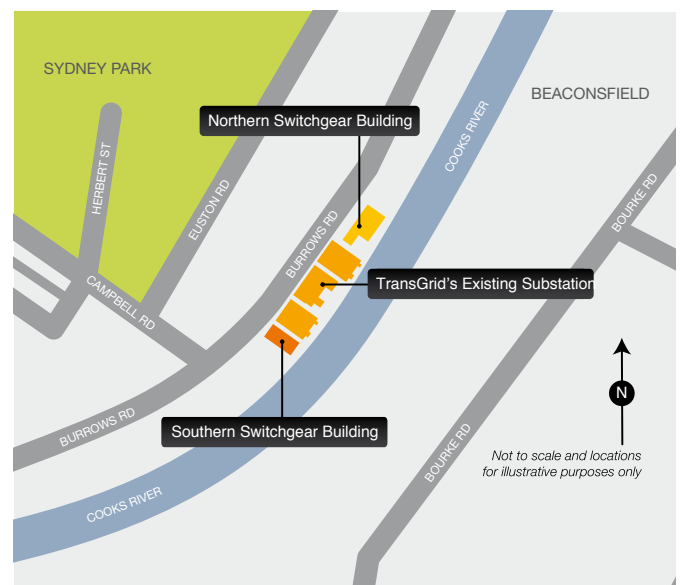 SYDNEY PARK
BEACONSFIELD
Northern Switchgear Building
COOKS RIVER
HERBERT ST
EUSTON RD
BOURKE RD
BURROWS RD
TransGrid's Existing Substation
CAMPBELL RD
N
BURROWS RD
Southern Switchgear Building
BOURKE RD
Not to scale and locations
for illustrative purposes only
COOKS RIVER